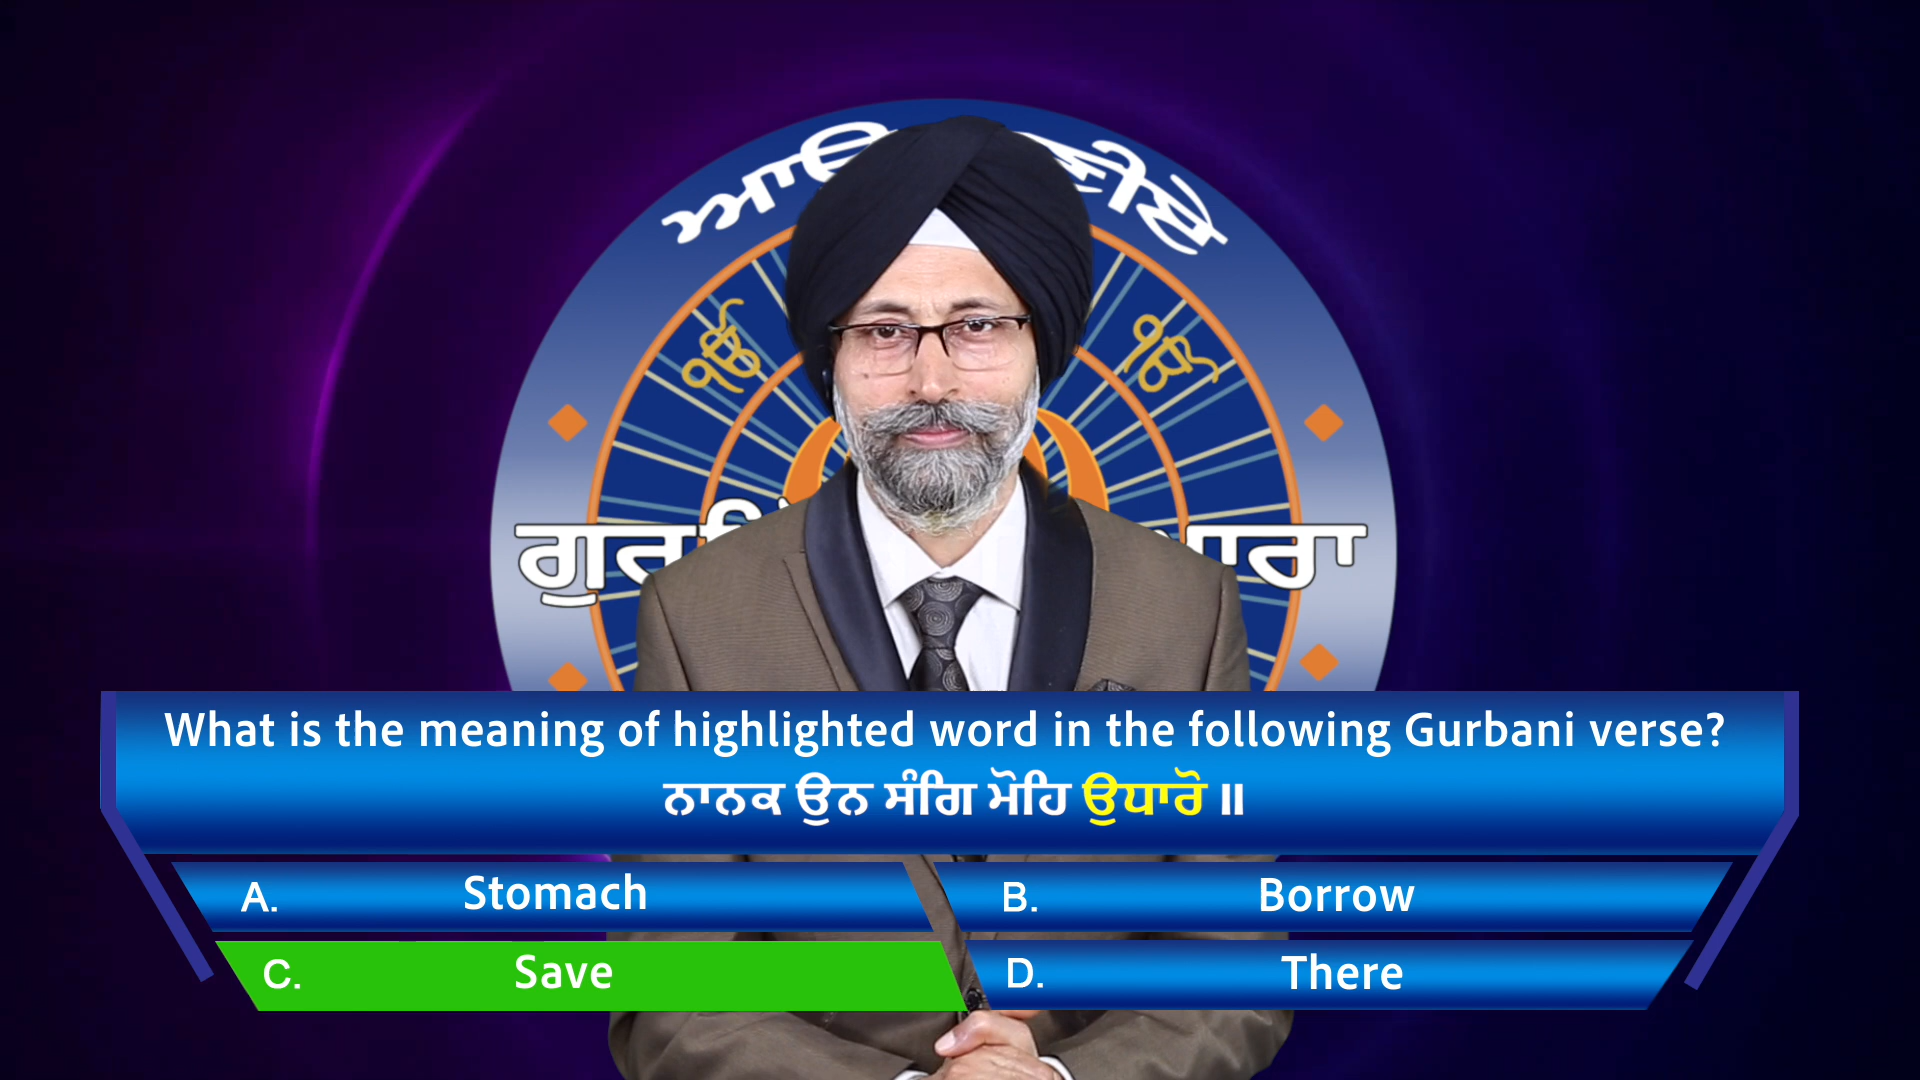 What is the meaning of highlighted word in the following Gurbani verse?
ਨਾਨਕ ਉਨ ਸੰਗਿ ਮੋਹਿ ਉਧਾਰੋ ॥
A. Stomach
B. Borrow
C. Save
D. There